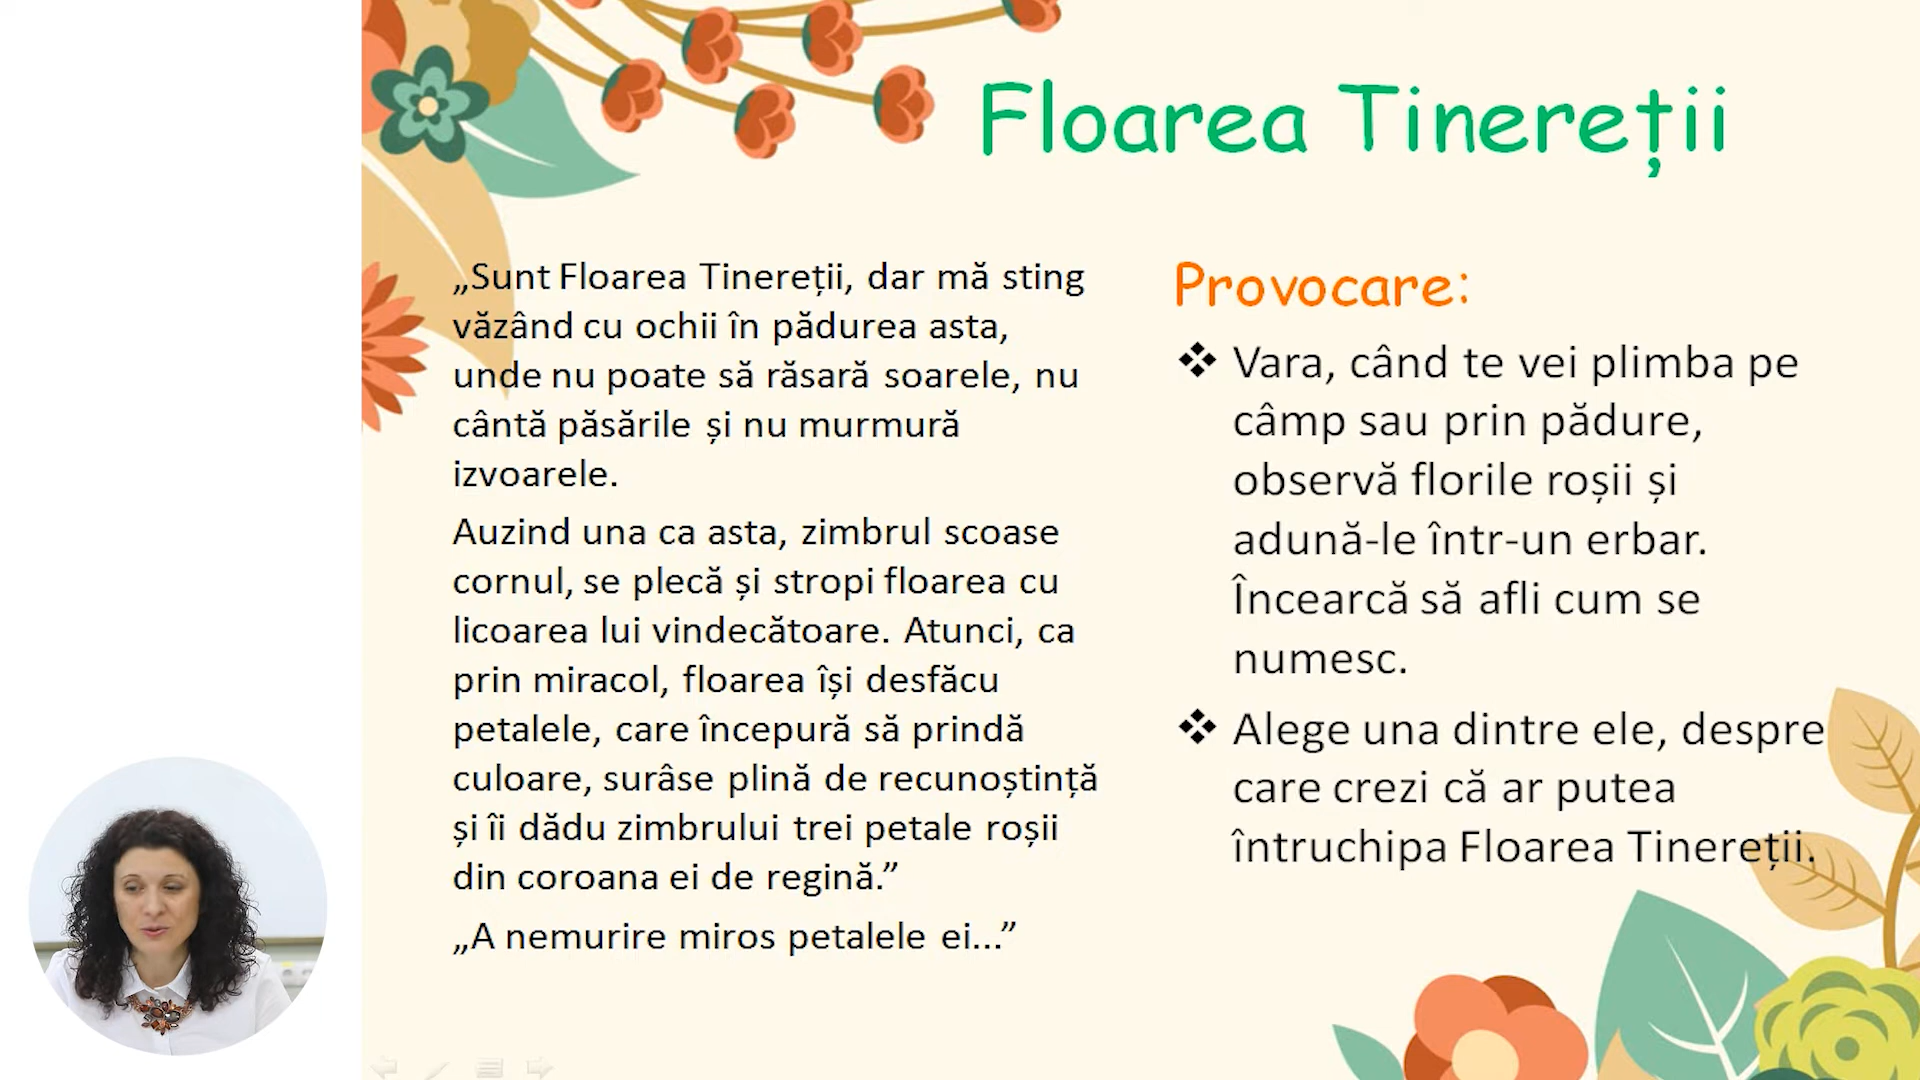 Floarea Tinereții
„Sunt Floarea Tinereții, dar mă sting
văzând cu ochii în pădurea asta,
unde nu poate să răsară soarele, nu
cântă păsările și nu murmură
izvoarele.
Auzind una ca asta, zimbrul scoase
cornul, se plecă și stropi floarea cu
licoarea lui vindecătoare. Atunci, ca
prin miracol, floarea își desfăcu
petalele, care începură să prindă
culoare, surâse plină de recunoștință
și îi dădu zimbrului trei petale roșii
din coroana ei de regină.”
„A nemurire miros petalele ei...”
Provocare:
❖ Vara, când te vei plimba pe
câmp sau prin pădure,
observă florile roșii și
adună-le într-un erbar.
Încearcă să afli cum se
numesc.
❖ Alege una dintre ele, despre
care crezi că ar putea
întruchipa Floarea Tinereții.